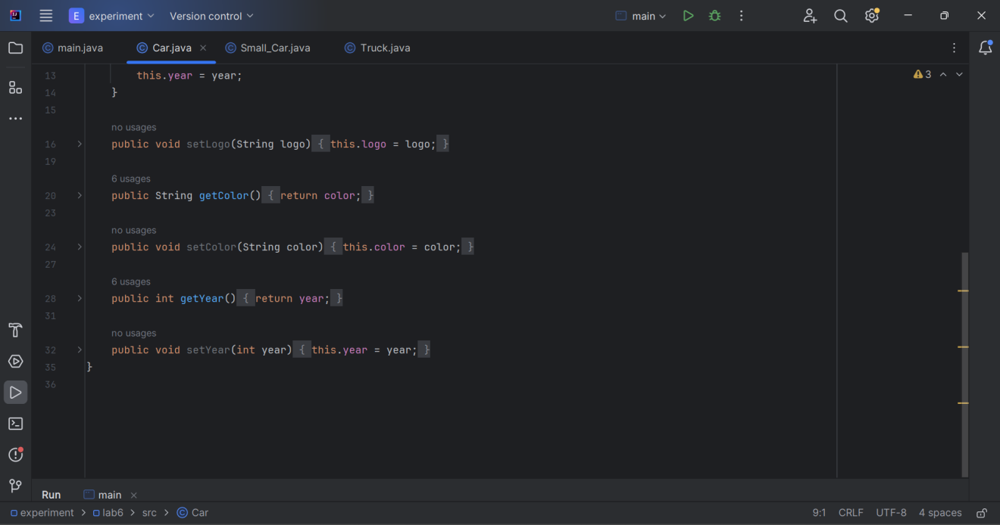 E experiment Version control main
main.java Car.java Small_Car.java Truck.java
13 this.year = year; 3
14 }
15
no usages
16 public void setLogo(String logo) { this.logo = logo; }
19
6 usages
20 public String getColor() { return color; }
23
no usages
24 public void setColor(String color) { this.color = color; }
27
6 usages
28 public int getYear() { return year; }
31
no usages
32 public void setYear(int year) { this.year = year; }
35 }
36
Run main
experiment > lab6 > src > C Car 9:1 CRLF UTF-8 4 spaces